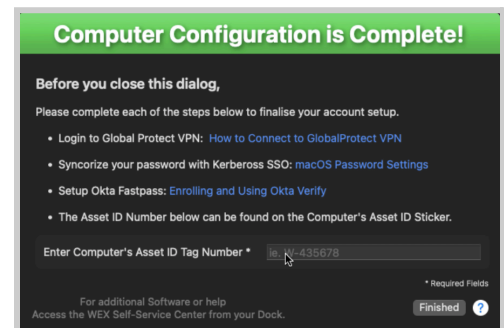 Computer Configuration is Complete!
Before you close this dialog,
Please complete each of the steps below to finalise your account setup.
• Login to Global Protect VPN: How to Connect to GlobalProtect VPN
• Syncorize your password with Kerbeross SSO: macOS Password Settings
• Setup Okta Fastpass: Enrolling and Using Okta Verify
• The Asset ID Number below can be found on the Computer's Asset ID Sticker.
Enter Computer's Asset ID Tag Number * ie. W-435678
* Required Fields
For additional Software or help
Access the WEX Self-Service Center from your Dock.
Finished ?